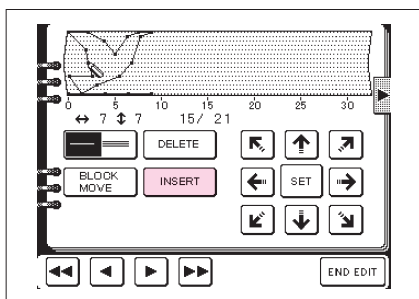 0 5 10 15 20 25 30
↔ 7 ↕ 7 15/ 21
DELETE
BLOCK
MOVE
INSERT
SET
END EDIT